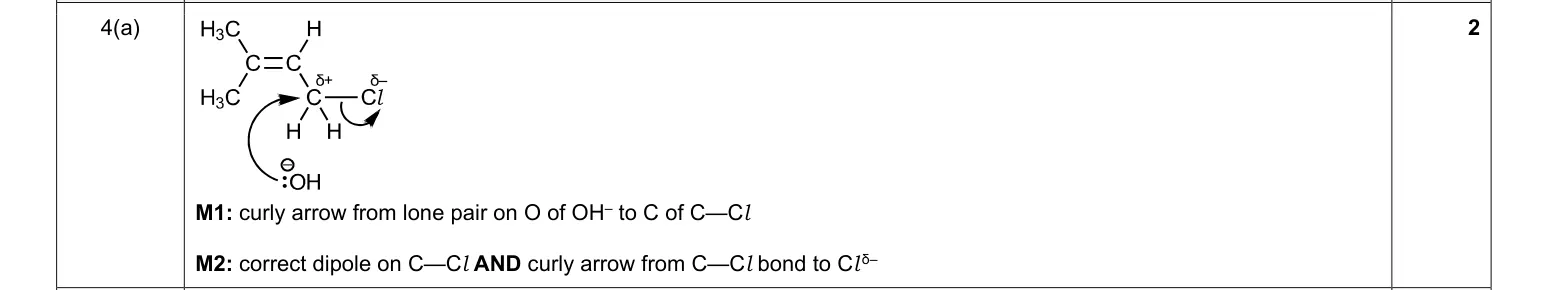 4(a)
2
H₃C H
C=C
δ+ δ–
H₃C C—Cl
H H
⊖
:OH
M1: curly arrow from lone pair on O of OH⁻ to C of C—Cl
M2: correct dipole on C—Cl AND curly arrow from C—Cl bond to Clᵟ⁻